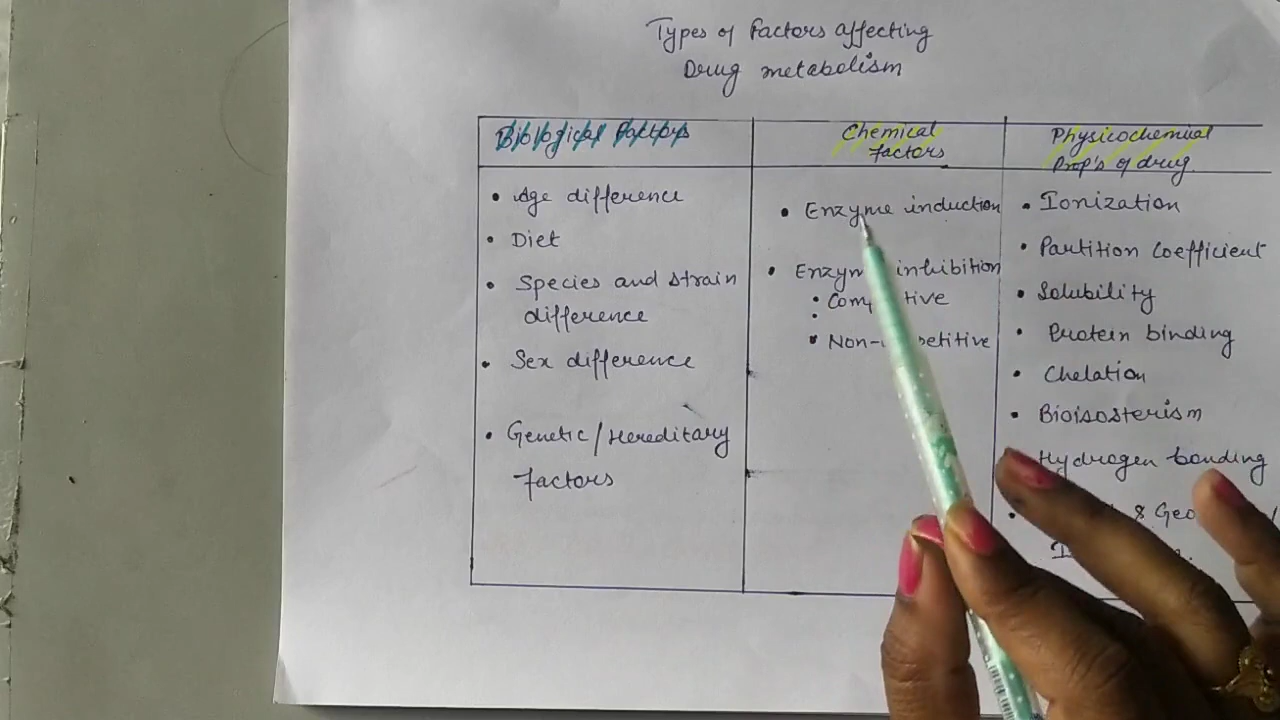 Types of Factors affecting
Drug metabolism
Biological Factors
• Age difference
• Diet
• Species and strain
difference
• Sex difference
• Genetic / Hereditary
Factors
Chemical
Factors
• Enzyme induction
• inhibition
•
•
Physicochemical
Prop's of drug
• Ionization
• Partition Coefficient
• Solubility
• Protein binding
• Chelation
• Bioisosterism
Hydrogen bonding
• &